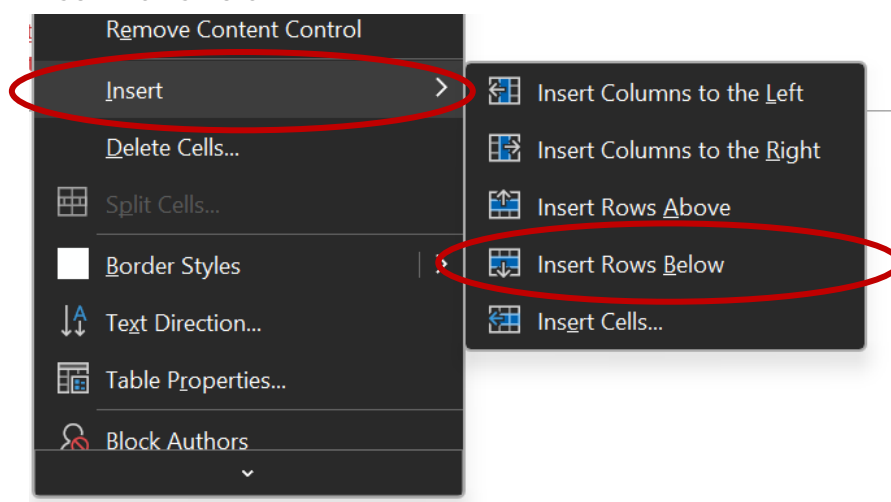 Remove Content Control
Insert
Delete Cells...
Split Cells...
Border Styles
Text Direction...
Table Properties...
Block Authors
Insert Columns to the Left
Insert Columns to the Right
Insert Rows Above
Insert Rows Below
Insert Cells...